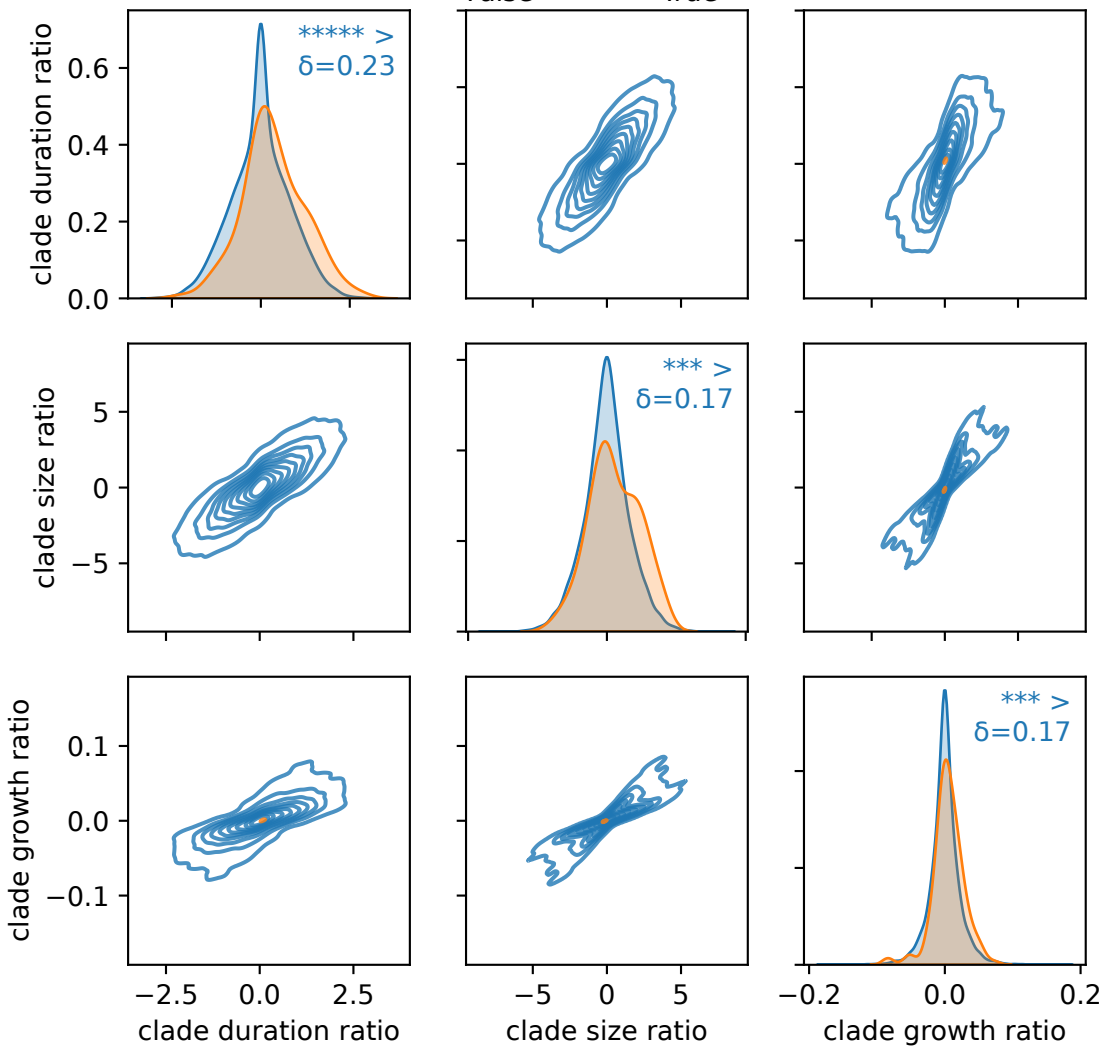 clade duration ratio
0.6
0.4
0.2
0.0
***** >
δ=0.23
clade size ratio
5
0
−5
*** >
δ=0.17
clade growth ratio
0.1
0.0
−0.1
*** >
δ=0.17
−2.5 0.0 2.5
−5 0 5
−0.2 0.0 0.2
clade duration ratio
clade size ratio
clade growth ratio